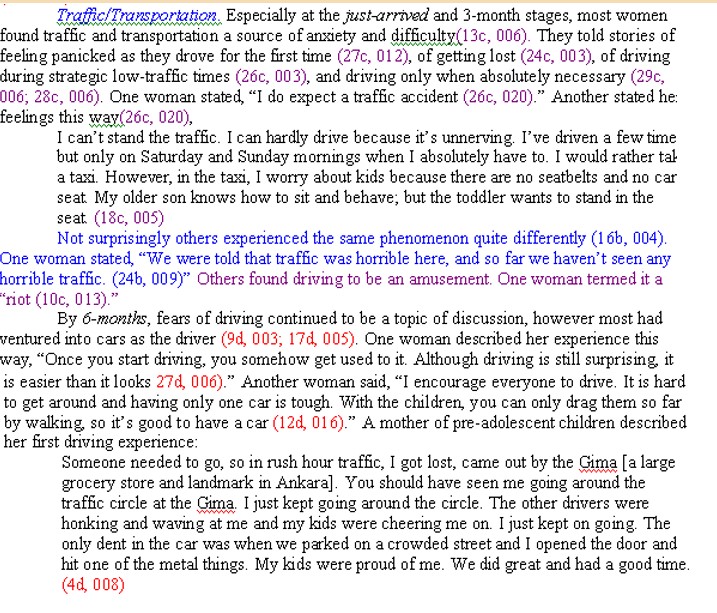 Traffic/Transportation. Especially at the just-arrived and 3-month stages, most women
found traffic and transportation a source of anxiety and difficulty(13c, 006). They told stories of
feeling panicked as they drove for the first time (27c, 012), of getting lost (24c, 003), of driving
during strategic low-traffic times (26c, 003), and driving only when absolutely necessary (29c,
006; 28c, 006). One woman stated, “I do expect a traffic accident (26c, 020).” Another stated he
feelings this way(26c, 020),
I can’t stand the traffic. I can hardly drive because it’s unnerving. I’ve driven a few time
but only on Saturday and Sunday mornings when I absolutely have to. I would rather tak
a taxi. However, in the taxi, I worry about kids because there are no seatbelts and no car
seat. My older son knows how to sit and behave; but the toddler wants to stand in the
seat. (18c, 005)
Not surprisingly others experienced the same phenomenon quite differently (16b, 004).
One woman stated, “We were told that traffic was horrible here, and so far we haven’t seen any
horrible traffic. (24b, 009)” Others found driving to be an amusement. One woman termed it a
“riot (10c, 013).”
By 6-months, fears of driving continued to be a topic of discussion, however most had
ventured into cars as the driver (9d, 003; 17d, 005). One woman described her experience this
way, “Once you start driving, you somehow get used to it. Although driving is still surprising, it
is easier than it looks 27d, 006).” Another woman said, “I encourage everyone to drive. It is hard
to get around and having only one car is tough. With the children, you can only drag them so far
by walking, so it’s good to have a car (12d, 016).” A mother of pre-adolescent children described
her first driving experience:
Someone needed to go, so in rush hour traffic, I got lost, came out by the Gima [a large
grocery store and landmark in Ankara]. You should have seen me going around the
traffic circle at the Gima. I just kept going around the circle. The other drivers were
honking and waving at me and my kids were cheering me on. I just kept on going. The
only dent in the car was when we parked on a crowded street and I opened the door and
hit one of the metal things. My kids were proud of me. We did great and had a good time.
(4d, 008)